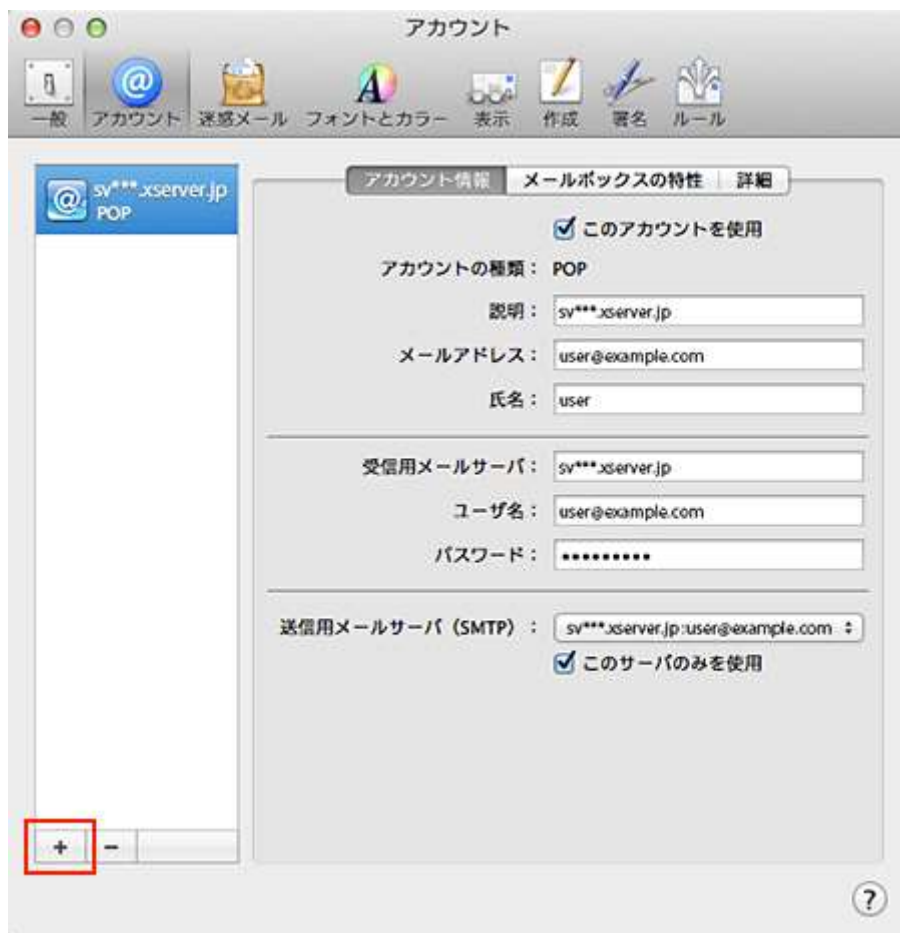 アカウント
一般 アカウント 迷惑メール フォントとカラー 表示 作成 署名 ルール
sv***.xserver.jp
POP
アカウント情報 メールボックスの特性 詳細
このアカウントを使用
アカウントの種類： POP
説明： sv***.xserver.jp
メールアドレス： user@example.com
氏名： user
受信用メールサーバ： sv***.xserver.jp
ユーザ名： user@example.com
パスワード： •••••••••
送信用メールサーバ（SMTP）： sv***.xserver.jp:user@example.com
このサーバのみを使用
+ −
?